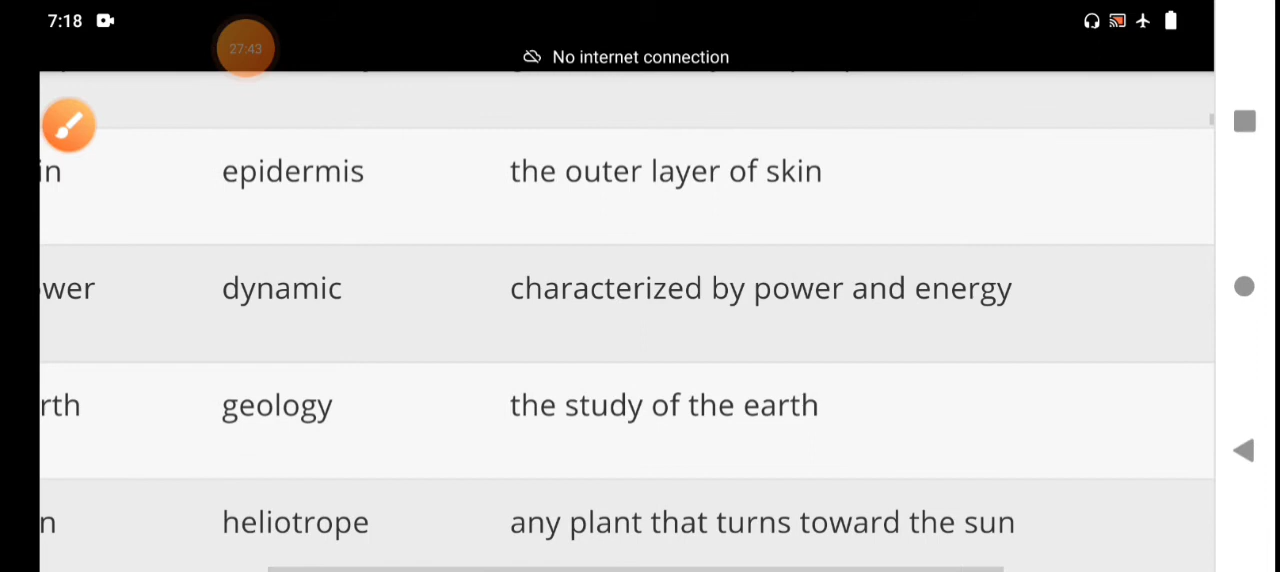 7:18
27:43
No internet connection
in epidermis the outer layer of skin
wer dynamic characterized by power and energy
rth geology the study of the earth
n heliotrope any plant that turns toward the sun